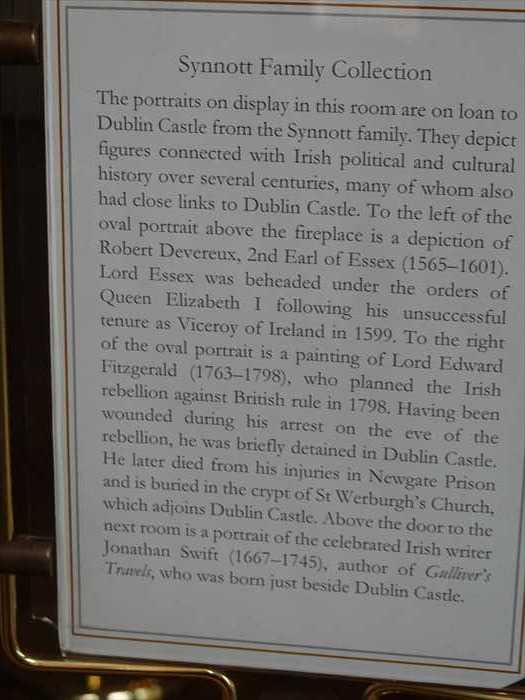 Synnott Family Collection
The portraits on display in this room are on loan to
Dublin Castle from the Synnott family. They depict
figures connected with Irish political and cultural
history over several centuries, many of whom also
had close links to Dublin Castle. To the left of the
oval portrait above the fireplace is a depiction of
Robert Devereux, 2nd Earl of Essex (1565–1601).
Lord Essex was beheaded under the orders of
Queen Elizabeth I following his unsuccessful
tenure as Viceroy of Ireland in 1599. To the right
of the oval portrait is a painting of Lord Edward
Fitzgerald (1763–1798), who planned the Irish
rebellion against British rule in 1798. Having been
wounded during his arrest on the eve of the
rebellion, he was briefly detained in Dublin Castle.
He later died from his injuries in Newgate Prison
and is buried in the crypt of St Werburgh's Church,
which adjoins Dublin Castle. Above the door to the
next room is a portrait of the celebrated Irish writer
Jonathan Swift (1667–1745), author of Gulliver's
Travels, who was born just beside Dublin Castle.